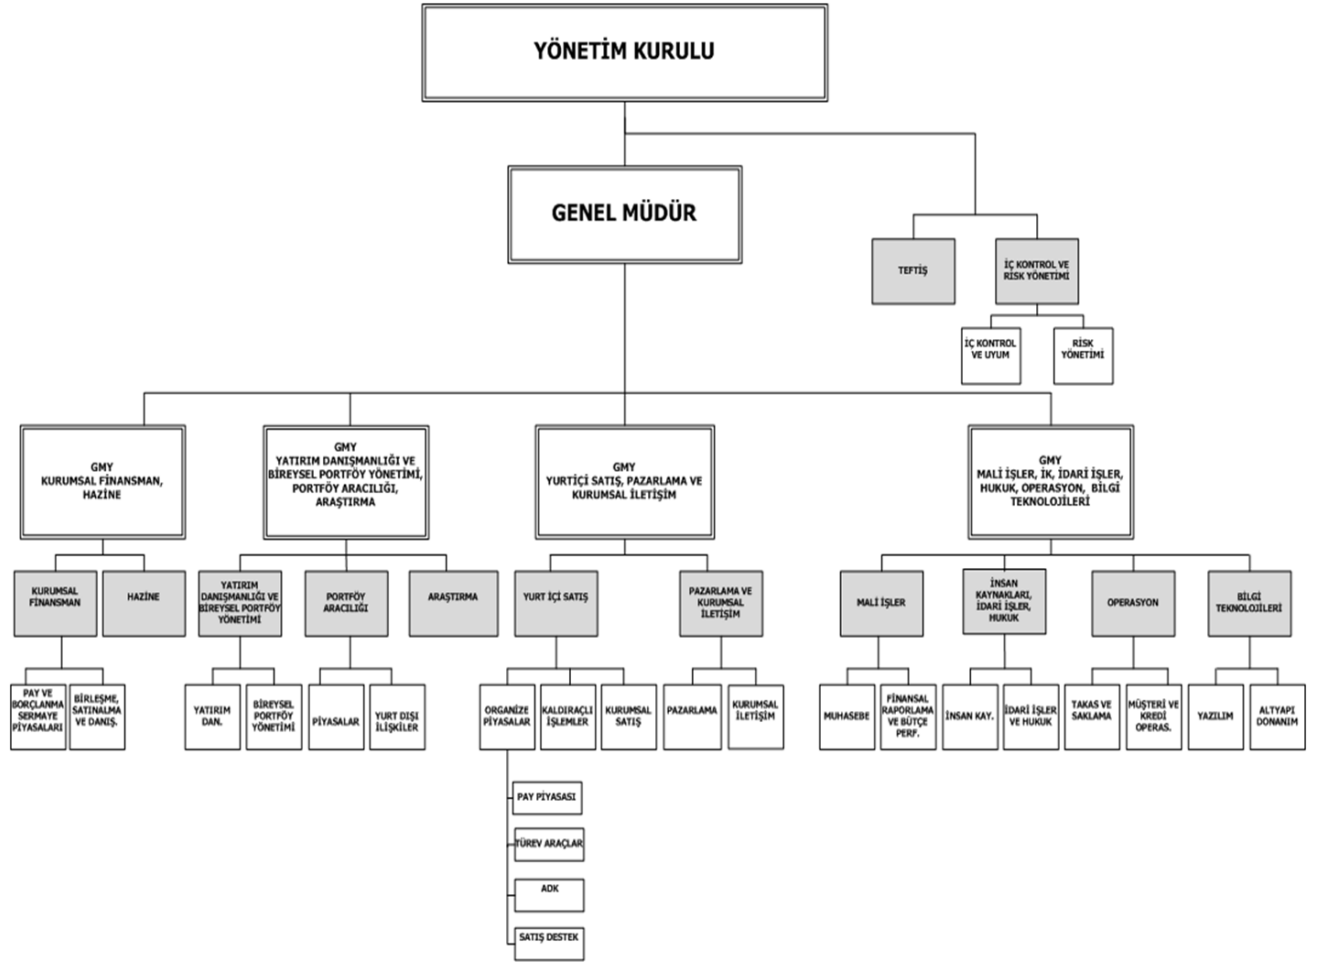 YÖNETİM KURULU
GENEL MÜDÜR
TEFTİŞ
İÇ KONTROL VE
RİSK YÖNETİMİ
İÇ KONTROL
VE UYUM
RİSK
YÖNETİMİ
GMY
KURUMSAL FİNANSMAN,
HAZİNE
GMY
YATIRIM DANIŞMANLIĞI VE
BİREYSEL PORTFÖY YÖNETİMİ,
PORTFÖY ARACILIĞI,
ARAŞTIRMA
GMY
YURTİÇİ SATIŞ, PAZARLAMA VE
KURUMSAL İLETİŞİM
GMY
MALİ İŞLER, İK, İDARİ İŞLER,
HUKUK, OPERASYON, BİLGİ
TEKNOLOJİLERİ
KURUMSAL
FİNANSMAN
HAZİNE
YATIRIM
DANIŞMANLIĞI VE
BİREYSEL PORTFÖY
YÖNETİMİ
PORTFÖY
ARACILIĞI
ARAŞTIRMA
YURT İÇİ SATIŞ
PAZARLAMA VE
KURUMSAL
İLETİŞİM
MALİ İŞLER
İNSAN
KAYNAKLARI,
İDARİ İŞLER,
HUKUK
OPERASYON
BİLGİ
TEKNOLOJİLERİ
PAY VE
BORÇLANMA
SERMAYE
PİYASALARI
BİRLEŞME,
SATINALMA
VE DANIŞ.
YATIRIM
DAN.
BİREYSEL
PORTFÖY
YÖNETİMİ
PİYASALAR
YURT DIŞI
İLİŞKİLER
ORGANİZE
PİYASALAR
KALDIRAÇLI
İŞLEMLER
KURUMSAL
SATIŞ
PAZARLAMA
KURUMSAL
İLETİŞİM
MUHASEBE
FİNANSAL
RAPORLAMA
VE BÜTÇE
PERF.
İNSAN KAY.
İDARİ İŞLER
VE HUKUK
TAKAS VE
SAKLAMA
MÜŞTERİ VE
KREDİ
OPERAS.
YAZILIM
ALTYAPI
DONANIM
PAY PİYASASI
TÜREV ARAÇLAR
ADK
SATIŞ DESTEK